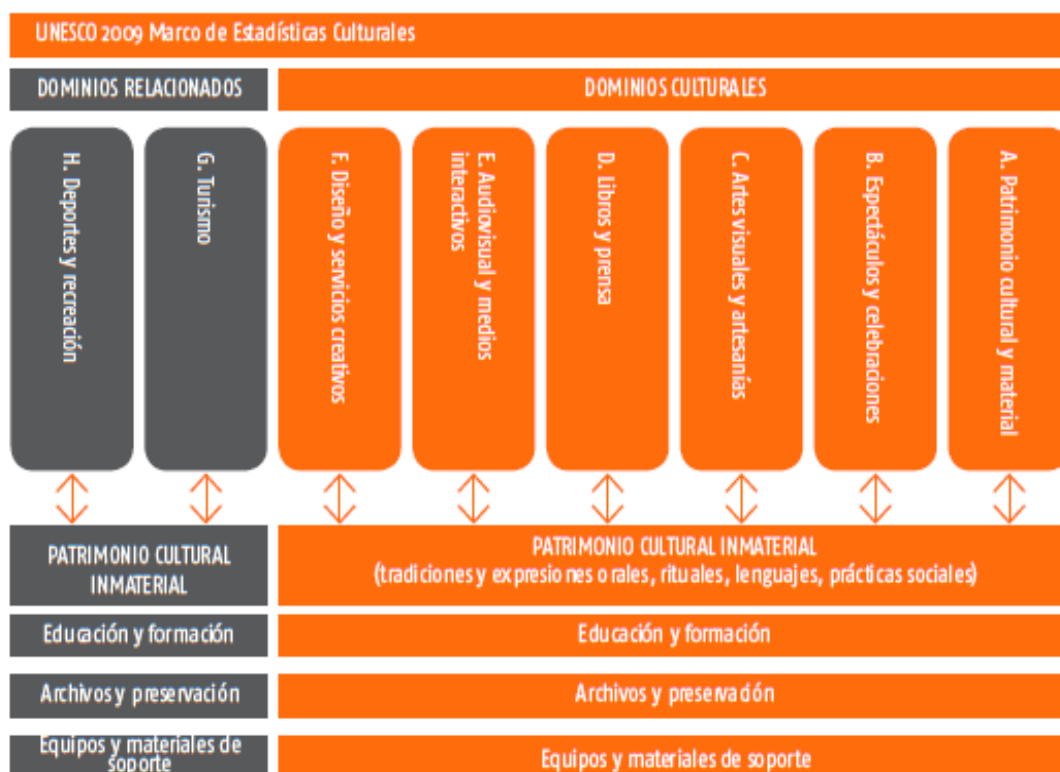 UNESCO 2009 Marco de Estadísticas Culturales
DOMINIOS RELACIONADOS
DOMINIOS CULTURALES
H. Deportes y recreación
G. Turismo
F. Diseño y servicios creativos
E. Audiovisual y medios
interactivos
D. Libros y prensa
C. Artes visuales y artesanías
B. Espectáculos y celebraciones
A. Patrimonio cultural y material
PATRIMONIO CULTURAL
INMATERIAL
PATRIMONIO CULTURAL INMATERIAL
(tradiciones y expresiones orales, rituales, lenguajes, prácticas sociales)
Educación y formación
Educación y formación
Archivos y preservación
Archivos y preservación
Equipos y materiales de
soporte
Equipos y materiales de soporte